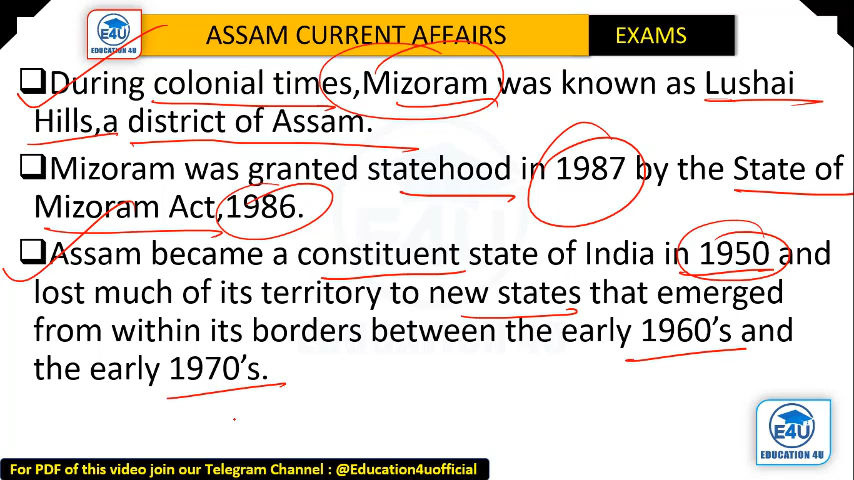 E4U
EDUCATION 4U
ASSAM CURRENT AFFAIRS
EXAMS
❑During colonial times,Mizoram was known as Lushai
Hills,a district of Assam.
❑Mizoram was granted statehood in 1987 by the State of
Mizoram Act,1986.
❑Assam became a constituent state of India in 1950 and
lost much of its territory to new states that emerged
from within its borders between the early 1960’s and
the early 1970’s.
E4U
EDUCATION 4U
For PDF of this video join our Telegram Channel : @Education4uofficial